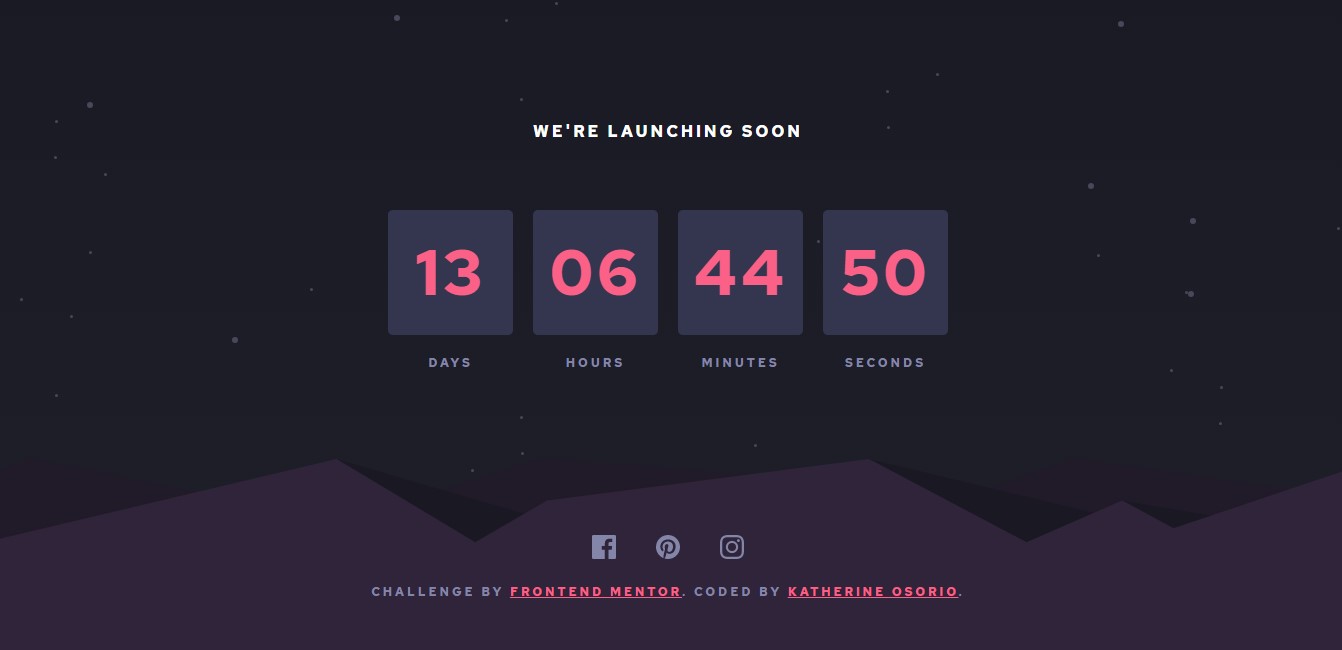 WE'RE LAUNCHING SOON
13 06 44 50
DAYS HOURS MINUTES SECONDS
CHALLENGE BY FRONTEND MENTOR. CODED BY KATHERINE OSORIO.